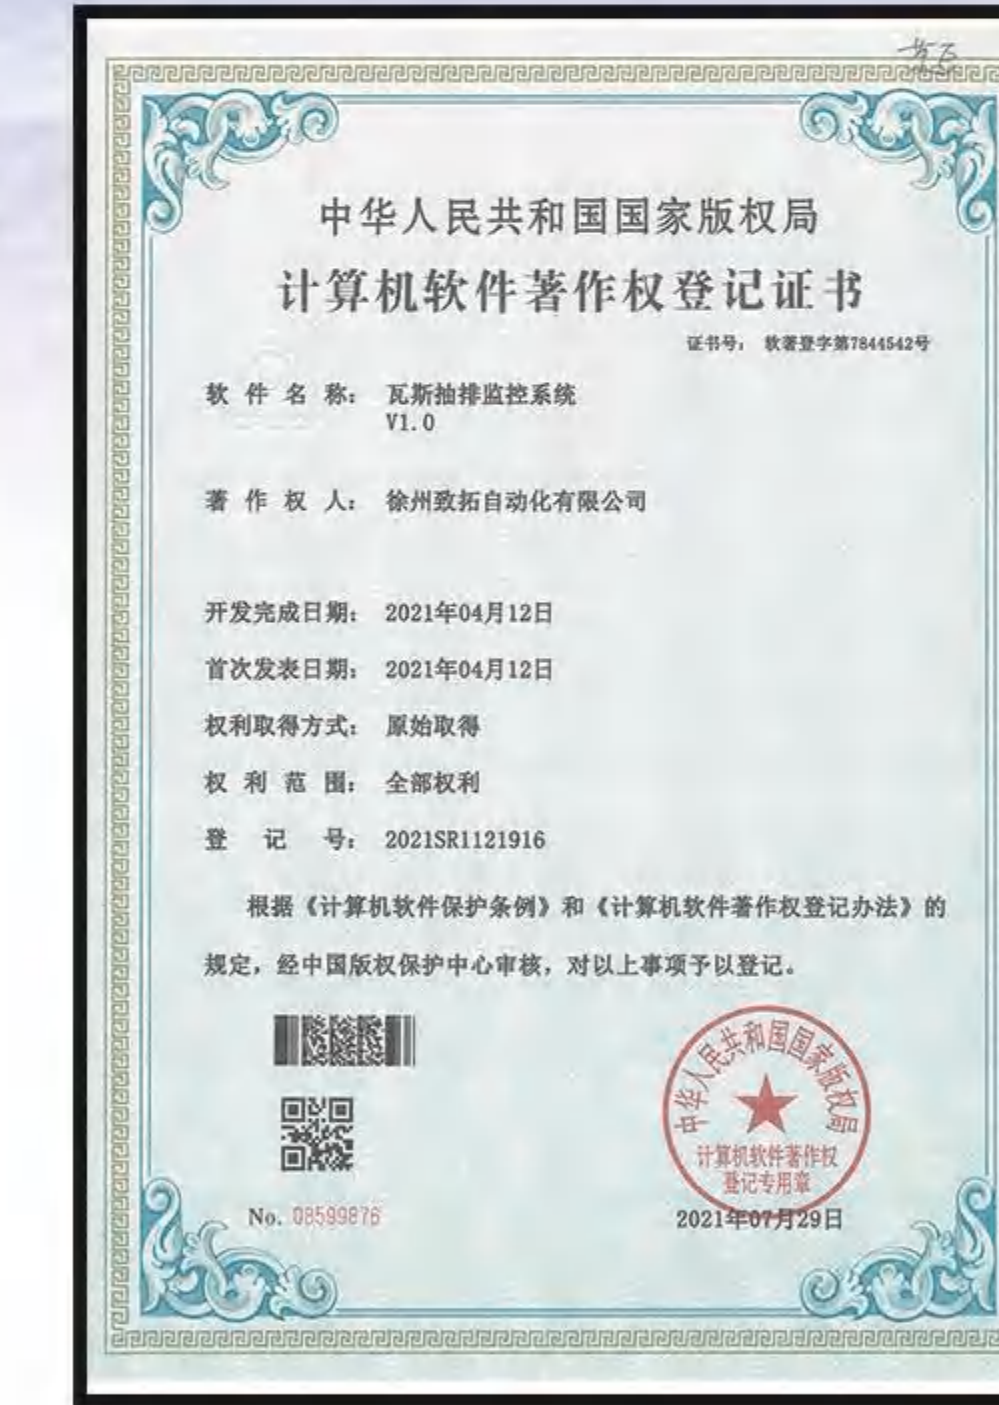 中华人民共和国国家版权局
计算机软件著作权登记证书
证书号： 软著登字第7844542号
软件名称： 瓦斯抽排监控系统
V1.0
著作权人： 徐州致拓自动化有限公司
开发完成日期： 2021年04月12日
首次发表日期： 2021年04月12日
权利取得方式： 原始取得
权利范围： 全部权利
登记号： 2021SR1121916
根据《计算机软件保护条例》和《计算机软件著作权登记办法》的
规定，经中国版权保护中心审核，对以上事项予以登记。
中华人民共和国国家版权局
计算机软件著作权
登记专用章
No. 08599876
2021年07月29日